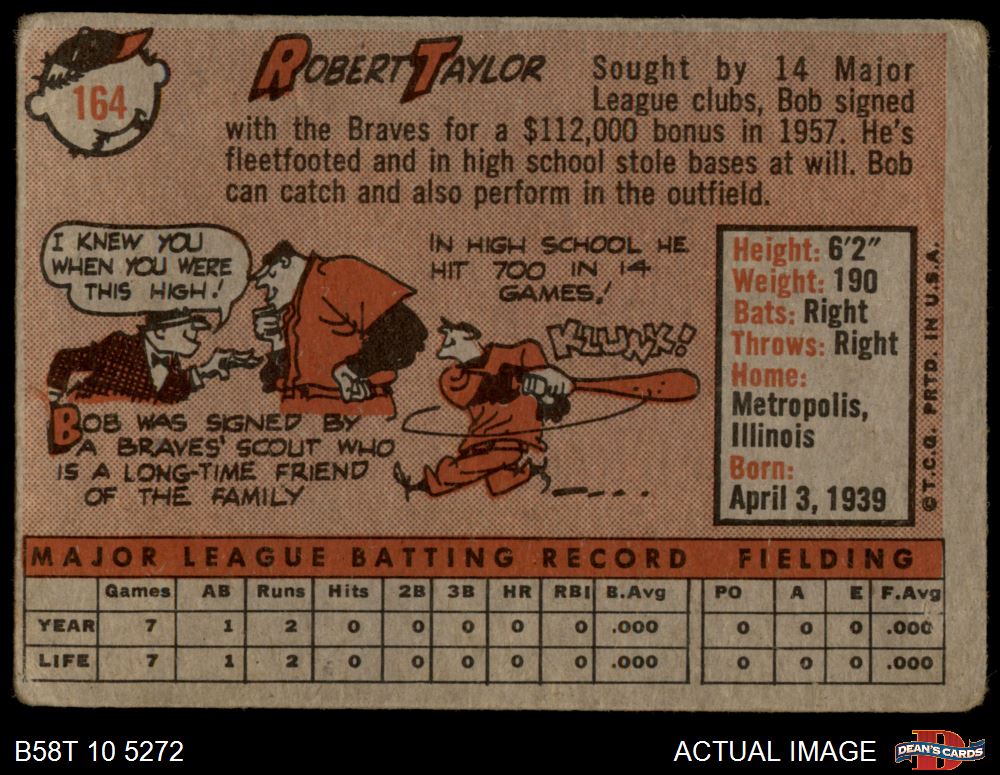 164
ROBERT TAYLOR
Sought by 14 Major
League clubs, Bob signed
with the Braves for a $112,000 bonus in 1957. He's
fleetfooted and in high school stole bases at will. Bob
can catch and also perform in the outfield.
I KNEW YOU
WHEN YOU WERE
THIS HIGH!
BOB WAS SIGNED BY
A BRAVES' SCOUT WHO
IS A LONG-TIME FRIEND
OF THE FAMILY
IN HIGH SCHOOL HE
HIT 700 IN 14
GAMES!
KLUNK!
Height: 6'2"
Weight: 190
Bats: Right
Throws: Right
Home:
Metropolis,
Illinois
Born:
April 3, 1939
© T.C.G. PRTD. IN U.S.A.
MAJOR LEAGUE BATTING RECORD FIELDING
Games AB Runs Hits 2B 3B HR RBI B.Avg PO A E F.Avg
YEAR 7 1 2 0 0 0 0 0 .000 0 0 0 .000
LIFE 7 1 2 0 0 0 0 0 .000 0 0 0 .000
B58T 10 5272
ACTUAL IMAGE
DEAN'S CARDS